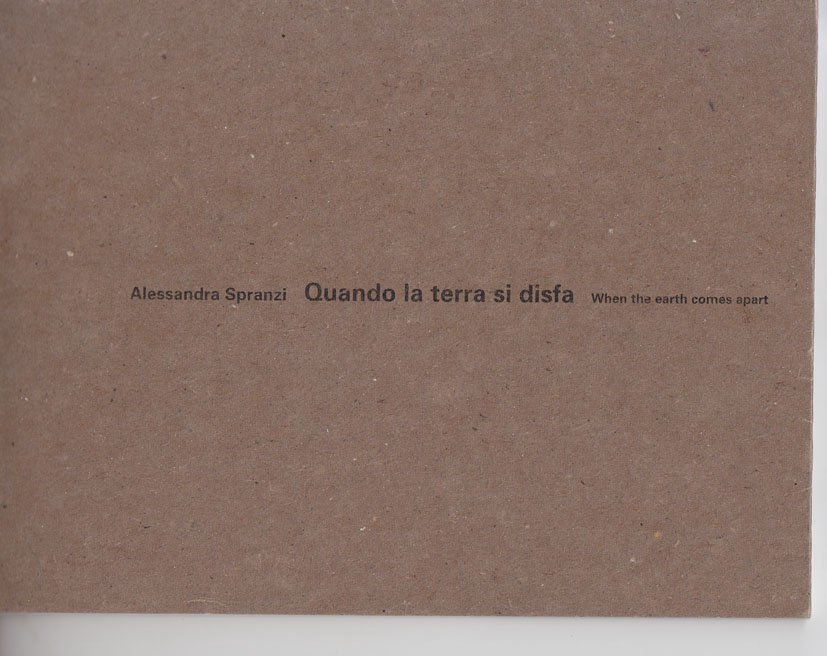 Alessandra Spranzi Quando la terra si disfa When the earth comes apart